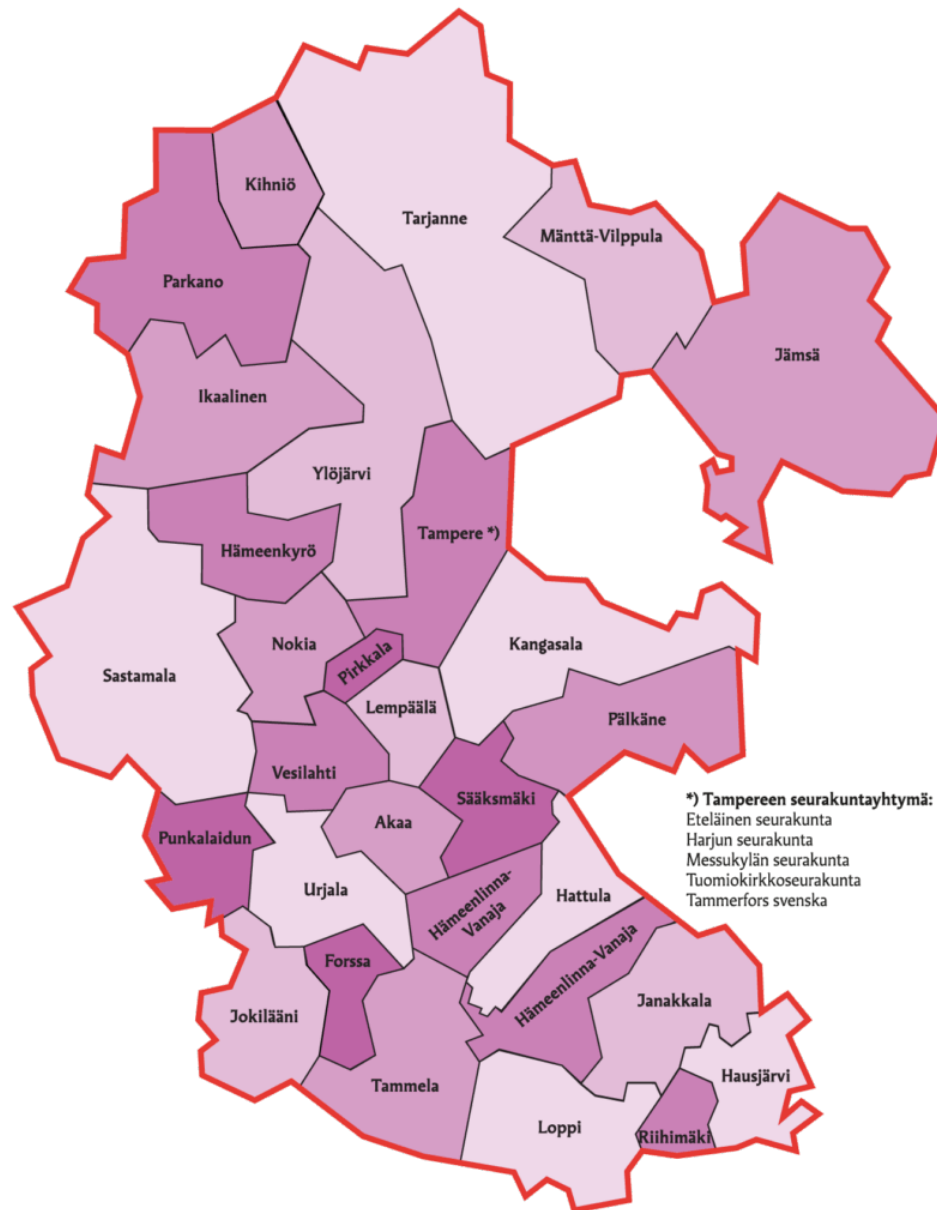 Kihniö
Tarjanne
Mänttä-Vilppula
Parkano
Jämsä
Ikaalinen
Ylöjärvi
Tampere *)
Hämeenkyrö
Nokia
Kangasala
Pirkkala
Sastamala
Lempäälä
Pälkäne
Vesilahti
Sääksmäki
*) Tampereen seurakuntayhtymä:
Eteläinen seurakunta
Harjun seurakunta
Messukylän seurakunta
Tuomiokirkkoseurakunta
Tammerfors svenska
Akaa
Punkalaidun
Urjala
Hämeenlinna-
Vanaja
Hattula
Forssa
Hämeenlinna-Vanaja
Jokilääni
Janakkala
Tammela
Hausjärvi
Loppi
Riihimäki